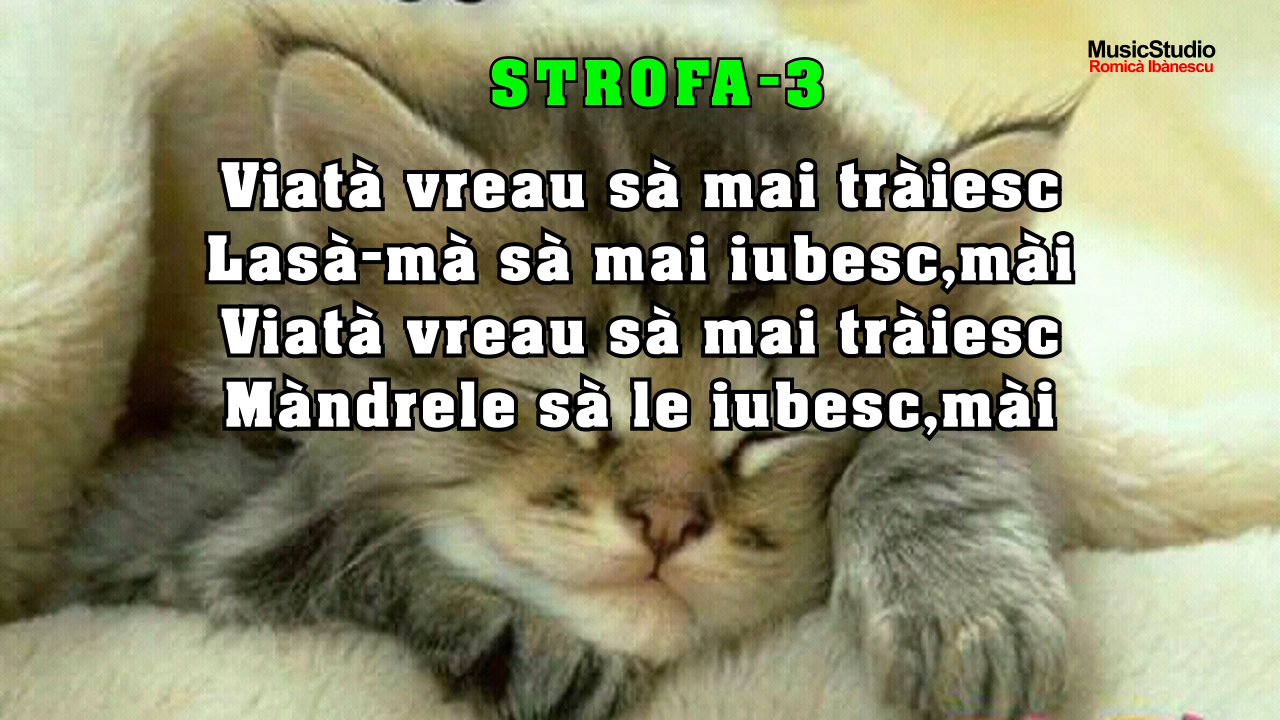 MusicStudio
Romicà Ibànescu
STROFA-3
Viatà vreau sà mai tràiesc
Lasà-mà sà mai iubesc,mài
Viatà vreau sà mai tràiesc
Màndrele sà le iubesc,mài